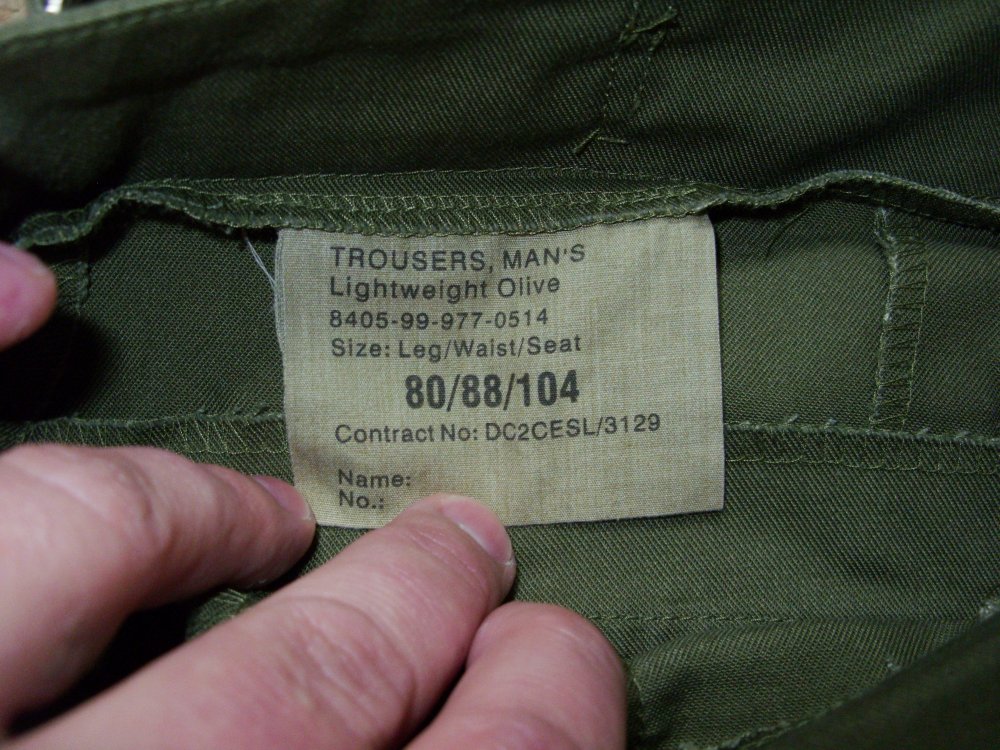 TROUSERS, MAN'S
Lightweight Olive
8405-99-977-0514
Size: Leg/Waist/Seat
80/88/104
Contract No: DC2CESL/3129
Name:
No.: